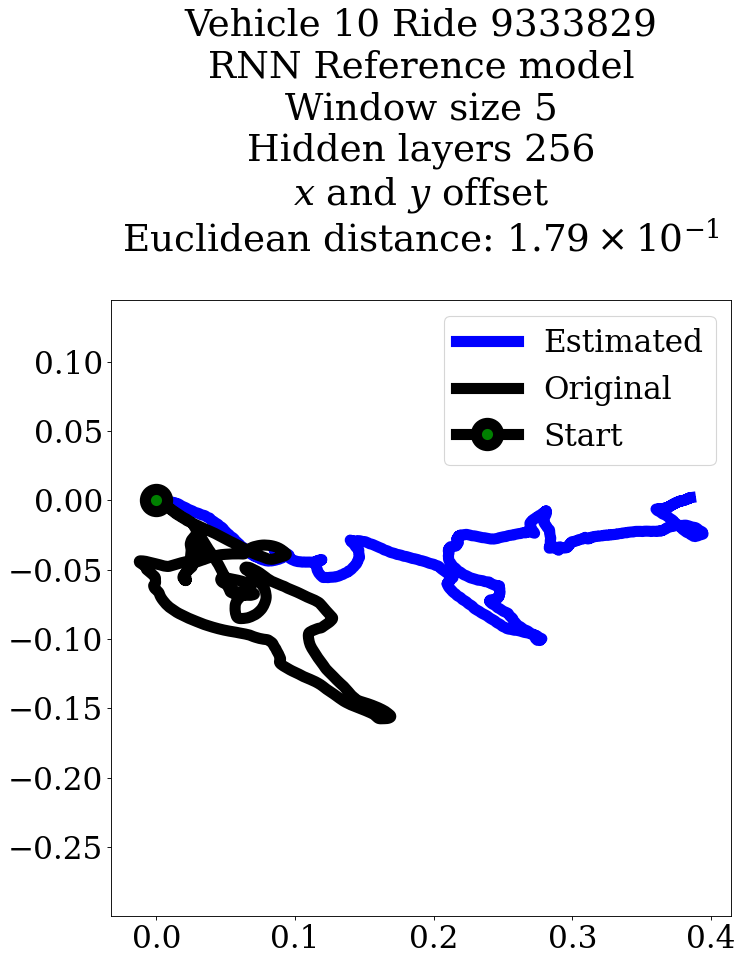 Vehicle 10 Ride 9333829
RNN Reference model
Window size 5
Hidden layers 256
x and y offset
Euclidean distance: 1.79 × 10⁻¹
Estimated
Original
Start
0.10
0.05
0.00
−0.05
−0.10
−0.15
−0.20
−0.25
0.0 0.1 0.2 0.3 0.4